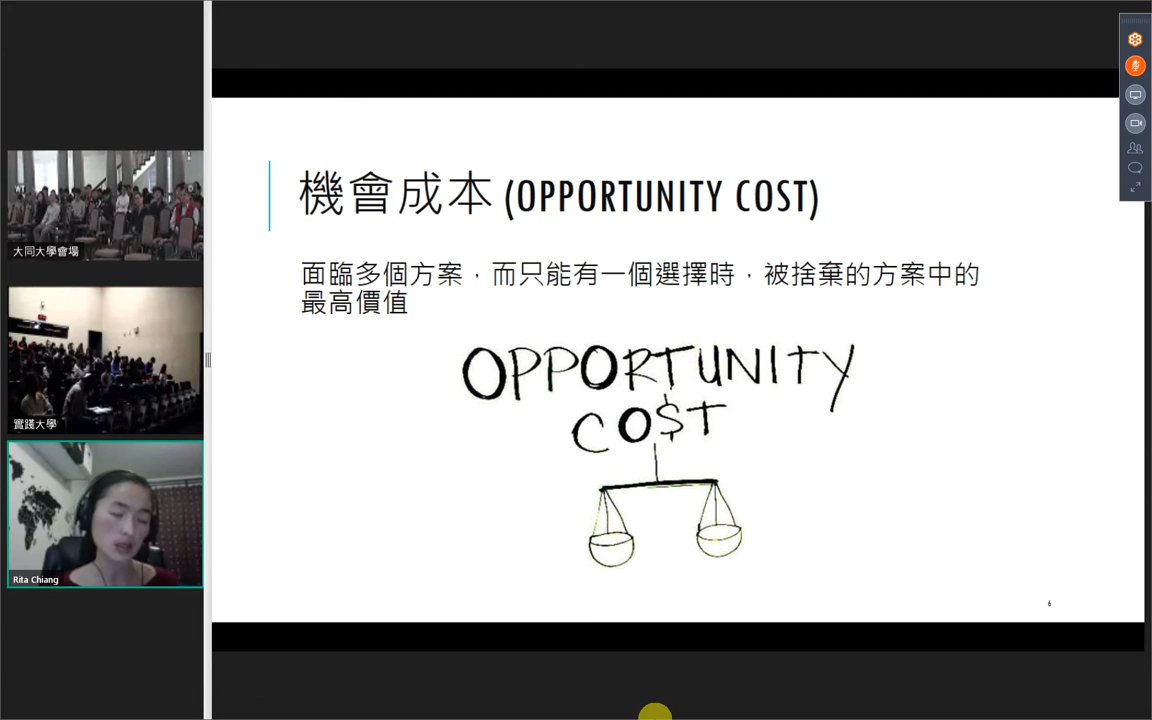 WT
大同大學會場
實踐大學
Rita Chiang
機會成本 (OPPORTUNITY COST)
面臨多個方案，而只能有一個選擇時，被捨棄的方案中的
最高價值
OPPORTUNITY
CO$T
6